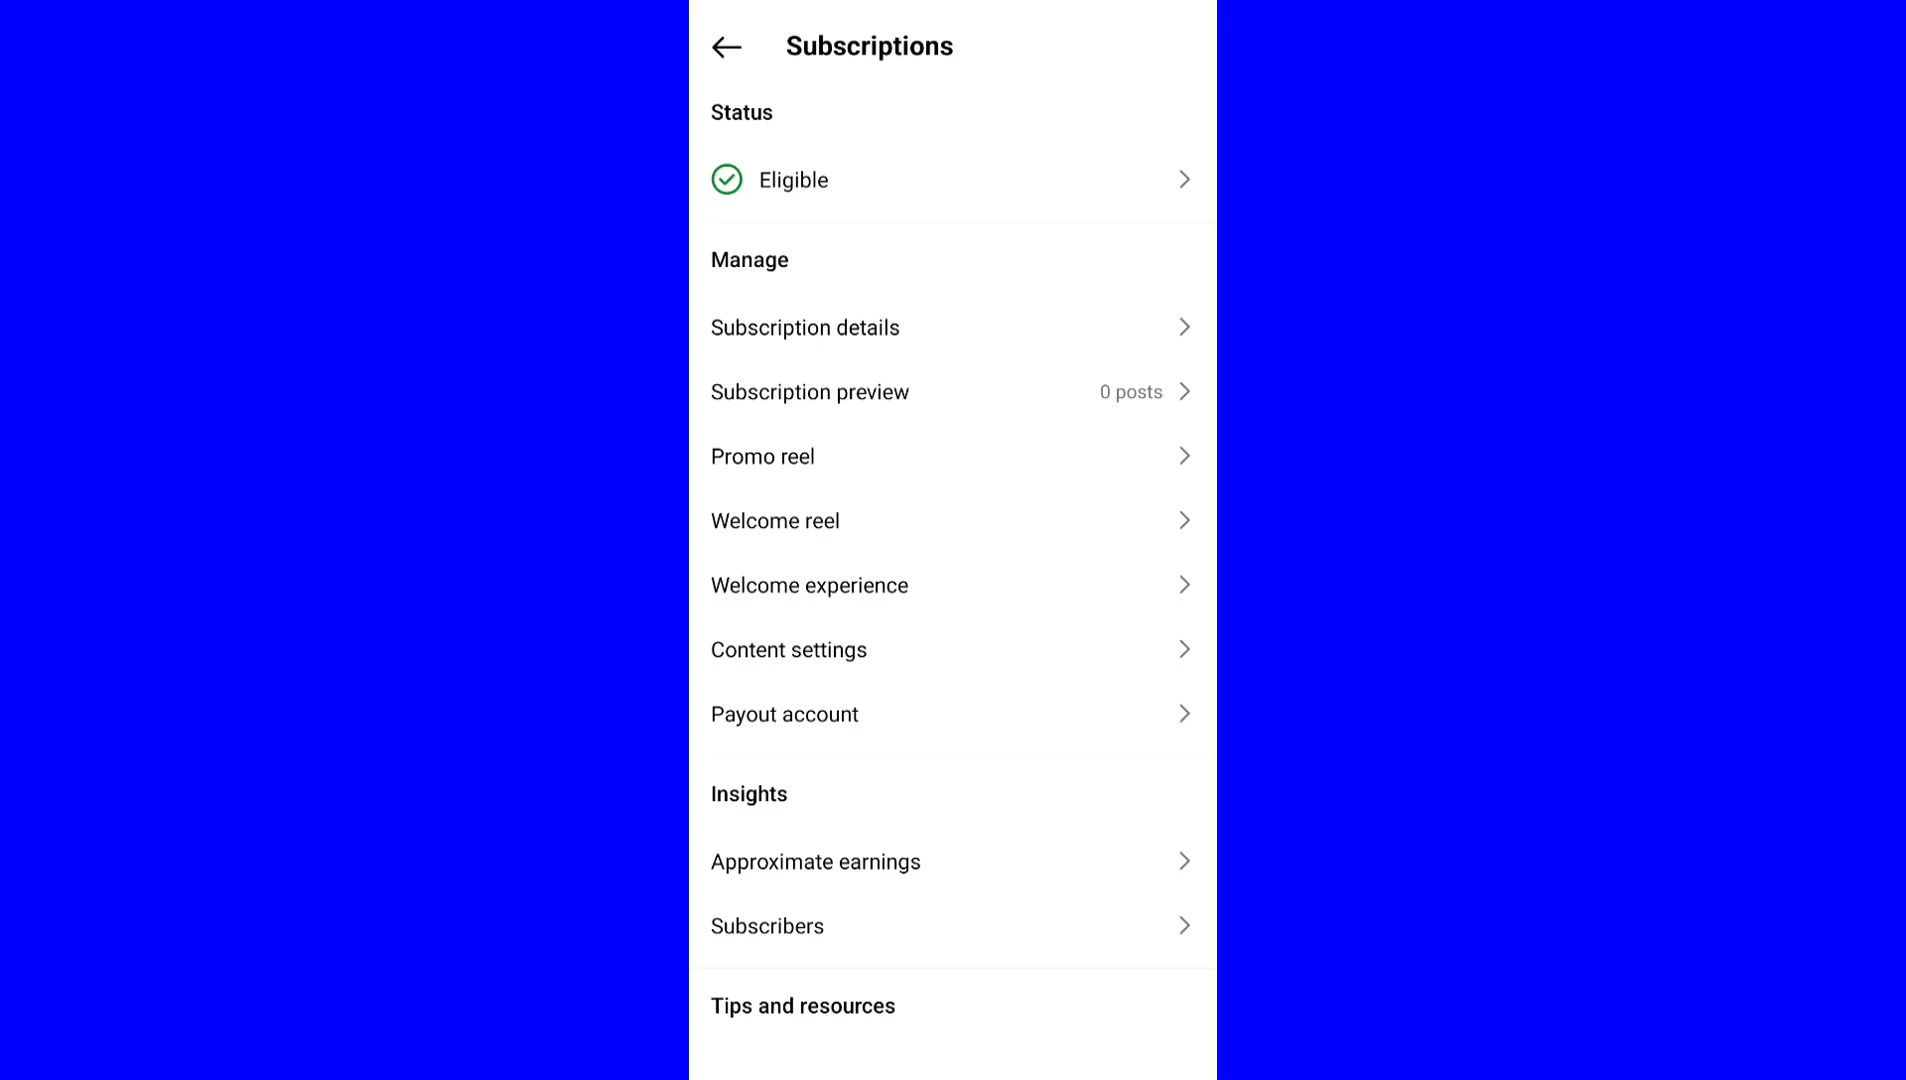 Subscriptions
Status
Eligible
Manage
Subscription details
Subscription preview 0 posts
Promo reel
Welcome reel
Welcome experience
Content settings
Payout account
Insights
Approximate earnings
Subscribers
Tips and resources